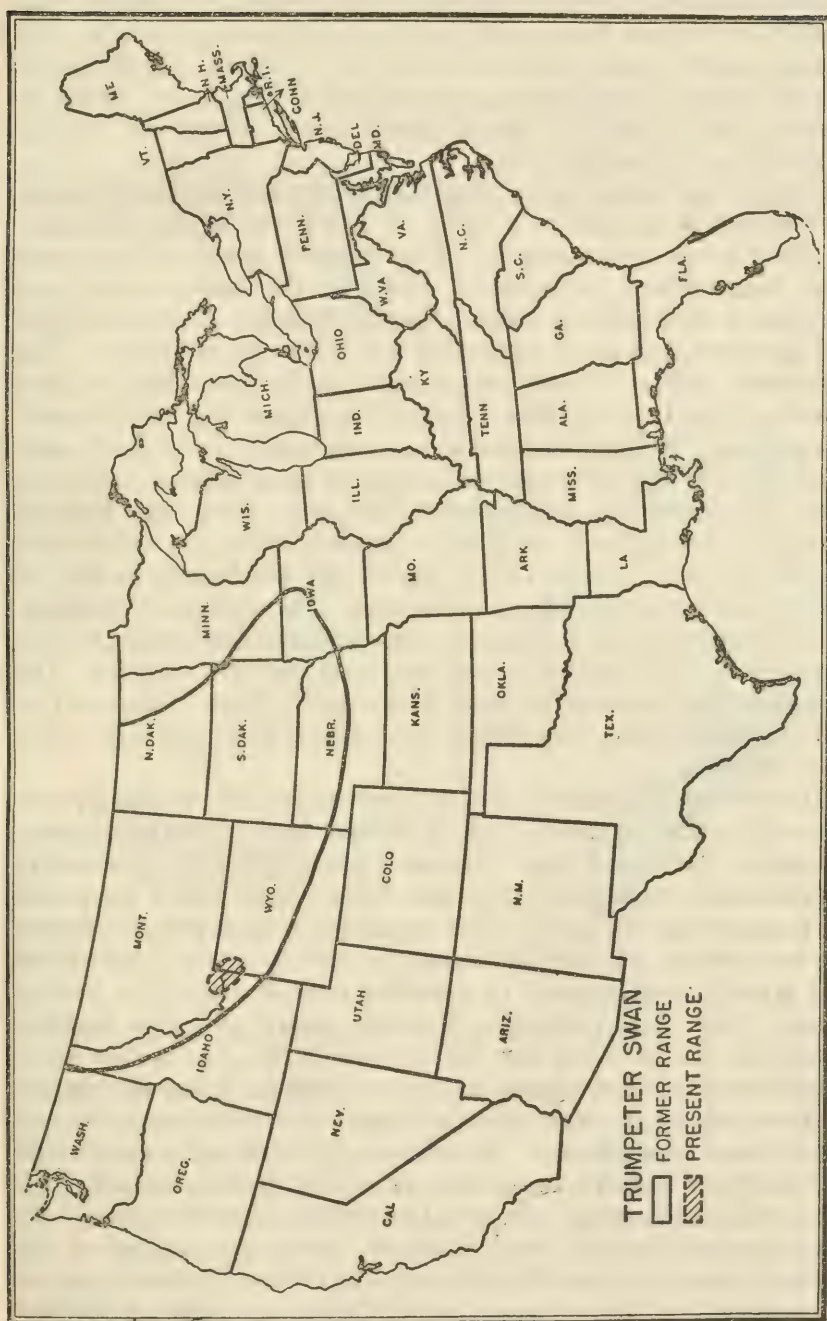 WASH.
OREG.
CAL
NEV.
IDAHO
MONT.
WYO.
UTAH
ARIZ.
COLO
N.M.
N.DAK.
S.DAK.
NEBR.
KANS.
OKLA.
TEX.
MINN.
IOWA
MO.
ARK
LA
WIS.
ILL.
MICH.
IND.
OHIO
KY
TENN
MISS.
ALA.
GA.
FLA.
S.C.
N.C.
VA.
W.VA
PENN.
N.Y.
VT.
ME
N H.
MASS.
R.I.
CONN
N.J.
DEL
MD.
TRUMPETER SWAN
FORMER RANGE
PRESENT RANGE